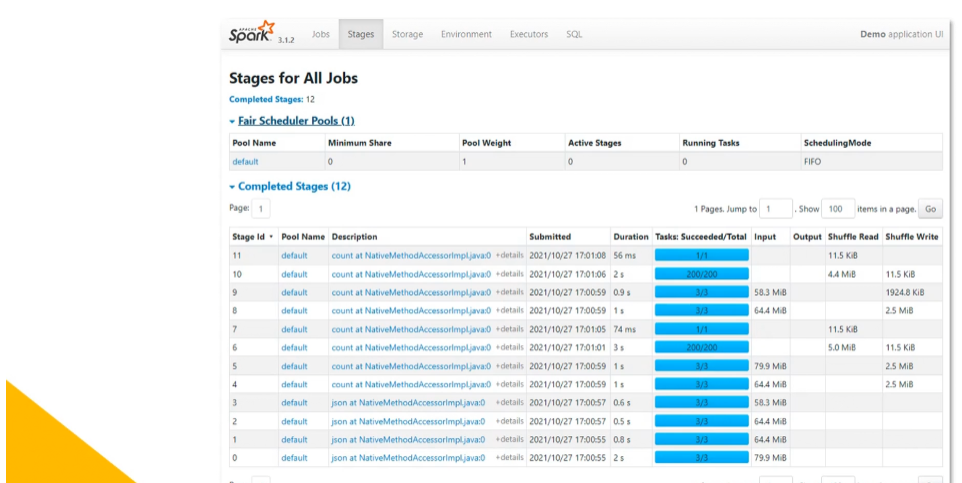 APACHE Spark 3.1.2 Jobs Stages Storage Environment Executors SQL Demo application UI
Stages for All Jobs
Completed Stages: 12
Fair Scheduler Pools (1)
Pool Name Minimum Share Pool Weight Active Stages Running Tasks SchedulingMode
default 0 1 0 0 FIFO
Completed Stages (12)
Page: 1 1 Pages. Jump to 1 . Show 100 items in a page. Go
Stage Id Pool Name Description Submitted Duration Tasks: Succeeded/Total Input Output Shuffle Read Shuffle Write
11 default count at NativeMethodAccessorImpl.java:0 +details 2021/10/27 17:01:08 56 ms 1/1 11.5 KiB
10 default count at NativeMethodAccessorImpl.java:0 +details 2021/10/27 17:01:06 2 s 200/200 4.4 MiB 11.5 KiB
9 default count at NativeMethodAccessorImpl.java:0 +details 2021/10/27 17:00:59 0.9 s 3/3 58.3 MiB 1924.8 KiB
8 default count at NativeMethodAccessorImpl.java:0 +details 2021/10/27 17:00:59 1 s 3/3 64.4 MiB 2.5 MiB
7 default count at NativeMethodAccessorImpl.java:0 +details 2021/10/27 17:01:05 74 ms 1/1 11.5 KiB
6 default count at NativeMethodAccessorImpl.java:0 +details 2021/10/27 17:01:01 3 s 200/200 5.0 MiB 11.5 KiB
5 default count at NativeMethodAccessorImpl.java:0 +details 2021/10/27 17:00:59 1 s 3/3 79.9 MiB 2.5 MiB
4 default count at NativeMethodAccessorImpl.java:0 +details 2021/10/27 17:00:59 1 s 3/3 64.4 MiB 2.5 MiB
3 default json at NativeMethodAccessorImpl.java:0 +details 2021/10/27 17:00:57 0.6 s 3/3 58.3 MiB
2 default json at NativeMethodAccessorImpl.java:0 +details 2021/10/27 17:00:57 0.5 s 3/3 64.4 MiB
1 default json at NativeMethodAccessorImpl.java:0 +details 2021/10/27 17:00:55 0.8 s 3/3 64.4 MiB
0 default json at NativeMethodAccessorImpl.java:0 +details 2021/10/27 17:00:55 2 s 3/3 79.9 MiB